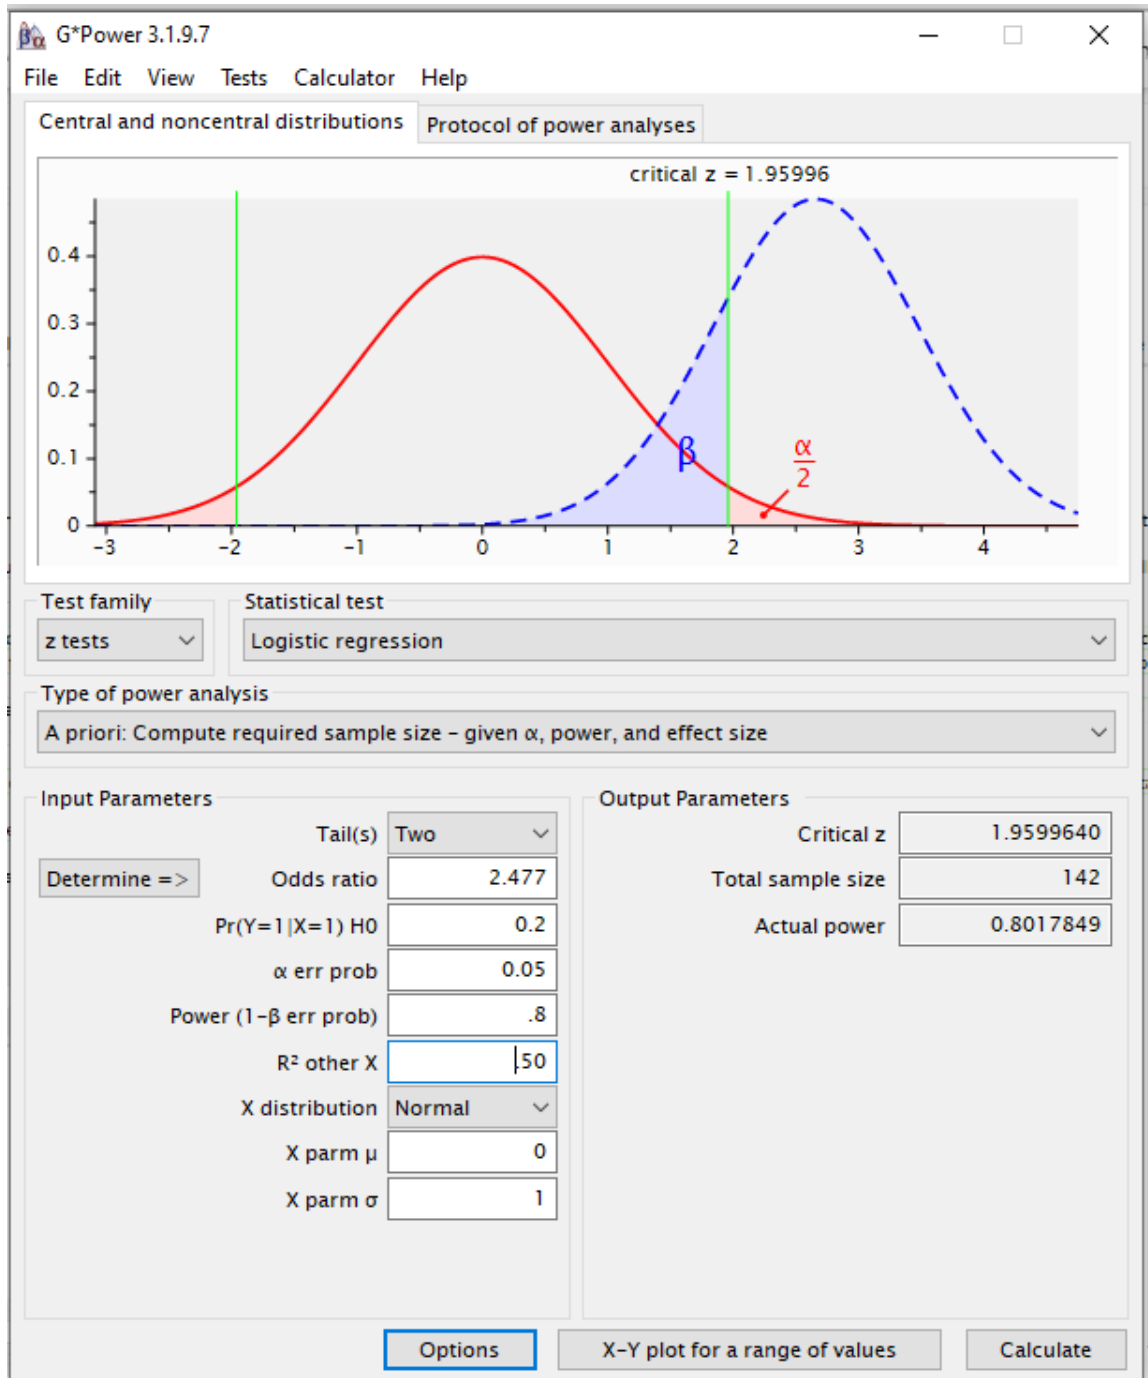 G*Power 3.1.9.7
File Edit View Tests Calculator Help
Central and noncentral distributions Protocol of power analyses
critical z = 1.95996
0.4
0.3
0.2
0.1
0
β
α
2
-3 -2 -1 0 1 2 3 4
Test family Statistical test
z tests Logistic regression
Type of power analysis
A priori: Compute required sample size - given α, power, and effect size
Input Parameters Output Parameters
Tail(s) Two Critical z 1.9599640
Determine => Odds ratio 2.477 Total sample size 142
Pr(Y=1|X=1) H0 0.2 Actual power 0.8017849
α err prob 0.05
Power (1-β err prob) .8
R² other X .50
X distribution Normal
X parm μ 0
X parm σ 1
Options X-Y plot for a range of values Calculate